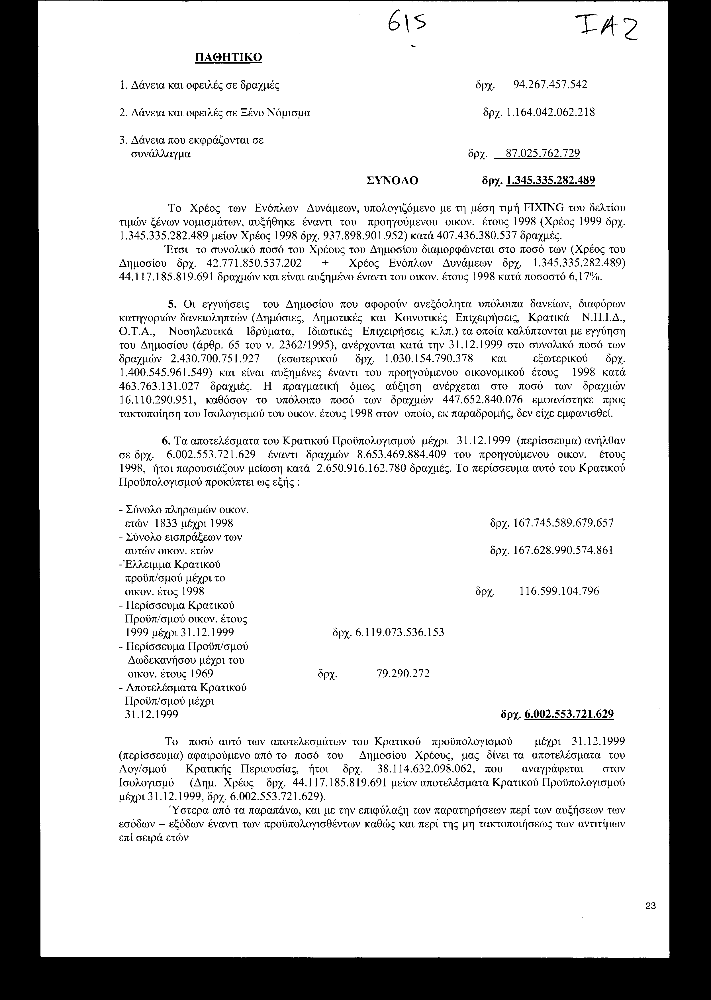 615 IA2
ΠΑΘΗΤΙΚΟ
1. Δάνεια και οφειλές σε δραχμές δρχ. 94.267.457.542
2. Δάνεια και οφειλές σε Ξένο Νόμισμα δρχ. 1.164.042.062.218
3. Δάνεια που εκφράζονται σε
συνάλλαγμα δρχ. 87.025.762.729
ΣΥΝΟΛΟ δρχ. 1.345.335.282.489
Το Χρέος των Ενόπλων Δυνάμεων, υπολογιζόμενο με τη μέση τιμή FIXING του δελτίου
τιμών ξένων νομισμάτων, αυξήθηκε έναντι του προηγούμενου οικον. έτους 1998 (Χρέος 1999 δρχ.
1.345.335.282.489 μείον Χρέος 1998 δρχ. 937.898.901.952) κατά 407.436.380.537 δραχμές.
Έτσι το συνολικό ποσό του Χρέους του Δημοσίου διαμορφώνεται στο ποσό των (Χρέος του
Δημοσίου δρχ. 42.771.850.537.202 + Χρέος Ενόπλων Δυνάμεων δρχ. 1.345.335.282.489)
44.117.185.819.691 δραχμών και είναι αυξημένο έναντι του οικον. έτους 1998 κατά ποσοστό 6,17%.
5. Οι εγγυήσεις του Δημοσίου που αφορούν ανεξόφλητα υπόλοιπα δανείων, διαφόρων
κατηγοριών δανειοληπτών (Δημόσιες, Δημοτικές και Κοινοτικές Επιχειρήσεις, Κρατικά Ν.Π.Ι.Δ.,
Ο.Τ.Α., Νοσηλευτικά Ιδρύματα, Ιδιωτικές Επιχειρήσεις κ.λπ.) τα οποία καλύπτονται με εγγύηση
του Δημοσίου (άρθρ. 65 του ν. 2362/1995), ανέρχονται κατά την 31.12.1999 στο συνολικό ποσό των
δραχμών 2.430.700.751.927 (εσωτερικού δρχ. 1.030.154.790.378 και εξωτερικού δρχ.
1.400.545.961.549) και είναι αυξημένες έναντι του προηγούμενου οικονομικού έτους 1998 κατά
463.763.131.027 δραχμές. Η πραγματική όμως αύξηση ανέρχεται στο ποσό των δραχμών
16.110.290.951, καθόσον το υπόλοιπο ποσό των δραχμών 447.652.840.076 εμφανίστηκε προς
τακτοποίηση του Ισολογισμού του οικον. έτους 1998 στον οποίο, εκ παραδρομής, δεν είχε εμφανισθεί.
6. Τα αποτελέσματα του Κρατικού Προϋπολογισμού μέχρι 31.12.1999 (περίσσευμα) ανήλθαν
σε δρχ. 6.002.553.721.629 έναντι δραχμών 8.653.469.884.409 του προηγούμενου οικον. έτους
1998, ήτοι παρουσιάζουν μείωση κατά 2.650.916.162.780 δραχμές. Το περίσσευμα αυτό του Κρατικού
Προϋπολογισμού προκύπτει ως εξής :
- Σύνολο πληρωμών οικον.
ετών 1833 μέχρι 1998 δρχ. 167.745.589.679.657
- Σύνολο εισπράξεων των
αυτών οικον. ετών δρχ. 167.628.990.574.861
-Έλλειμμα Κρατικού
προϋπ/σμού μέχρι το
οικον. έτος 1998 δρχ. 116.599.104.796
- Περίσσευμα Κρατικού
Προϋπ/σμού οικον. έτους
1999 μέχρι 31.12.1999 δρχ. 6.119.073.536.153
- Περίσσευμα Προϋπ/σμού
Δωδεκανήσου μέχρι του
οικον. έτους 1969 δρχ. 79.290.272
- Αποτελέσματα Κρατικού
Προϋπ/σμού μέχρι
31.12.1999 δρχ. 6.002.553.721.629
Το ποσό αυτό των αποτελεσμάτων του Κρατικού προϋπολογισμού μέχρι 31.12.1999
(περίσσευμα) αφαιρούμενο από το ποσό του Δημοσίου Χρέους, μας δίνει τα αποτελέσματα του
Λογ/σμού Κρατικής Περιουσίας, ήτοι δρχ. 38.114.632.098.062, που αναγράφεται στον
Ισολογισμό (Δημ. Χρέος δρχ. 44.117.185.819.691 μείον αποτελέσματα Κρατικού Προϋπολογισμού
μέχρι 31.12.1999, δρχ. 6.002.553.721.629).
Ύστερα από τα παραπάνω, και με την επιφύλαξη των παρατηρήσεων περί των αυξήσεων των
εσόδων – εξόδων έναντι των προϋπολογισθέντων καθώς και περί της μη τακτοποιήσεως των αντιτίμων
επί σειρά ετών
23